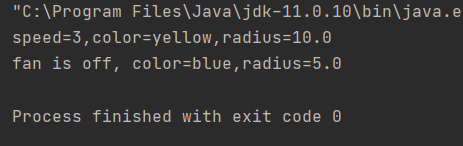 "C:\Program Files\Java\jdk-11.0.10\bin\java.e
speed=3,color=yellow,radius=10.0
fan is off, color=blue,radius=5.0
Process finished with exit code 0